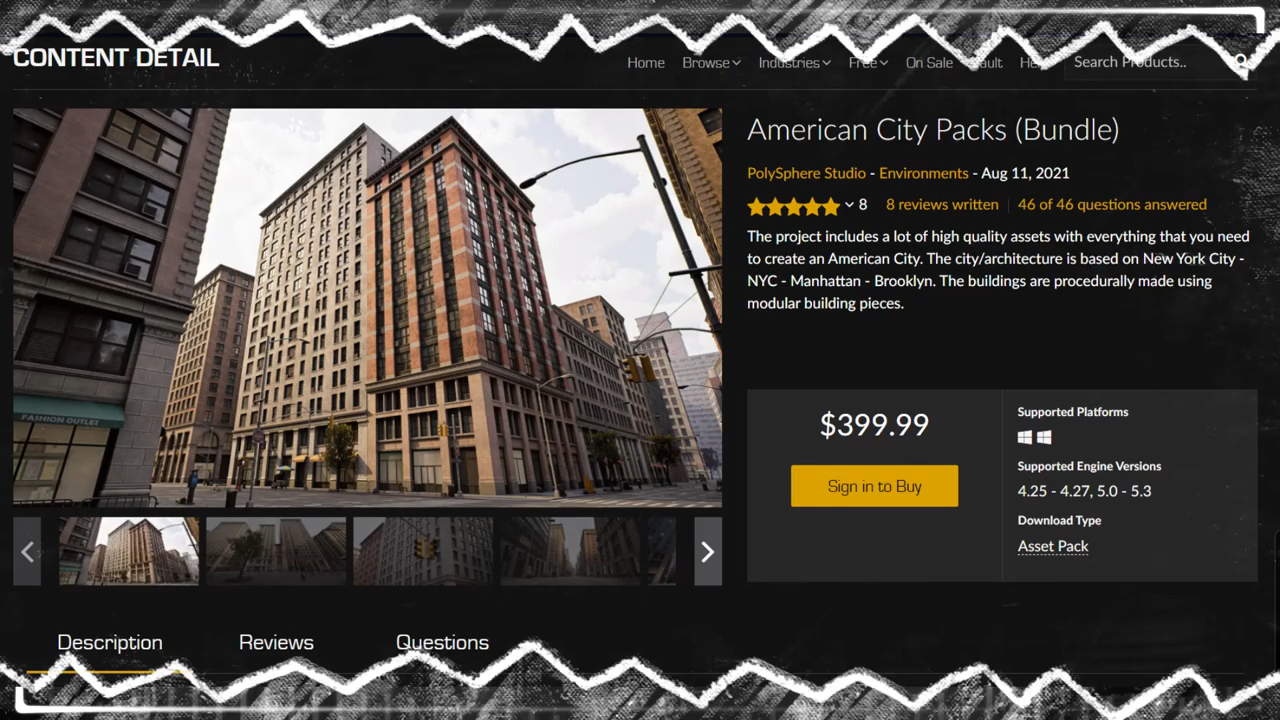 CONTENT DETAIL
Home Browse Industries Free On Sale Search Products..
American City Packs (Bundle)
PolySphere Studio - Environments - Aug 11, 2021
8 8 reviews written 46 of 46 questions answered
The project includes a lot of high quality assets with everything that you need
to create an American City. The city/architecture is based on New York City -
NYC - Manhattan - Brooklyn. The buildings are procedurally made using
modular building pieces.
FASHION OUTLET
$399.99
Sign in to Buy
Supported Platforms
Supported Engine Versions
4.25 - 4.27, 5.0 - 5.3
Download Type
Asset Pack
Description Reviews Questions